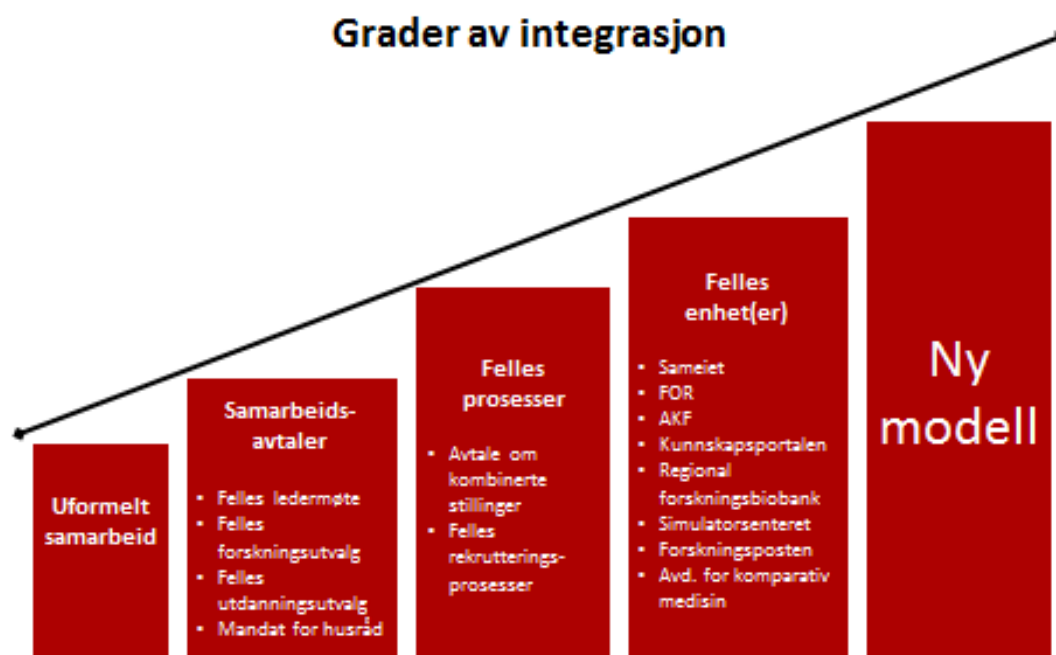 Grader av integrasjon
Uformelt
samarbeid
Samarbeids-
avtaler
▪ Felles ledermøte
▪ Felles
forskningsutvalg
▪ Felles
utdanningsutvalg
▪ Mandat for husråd
Felles
prosesser
▪ Avtale om
kombinerte
stillinger
▪ Felles
rekrutterings-
prosesser
Felles
enhet(er)
▪ Sameiet
▪ FOR
▪ AKF
▪ Kunnskapsportalen
▪ Regional
forskningsbiobank
▪ Simulatorsenteret
▪ Forskningsposten
▪ Avd. for komparativ
medisin
Ny
modell